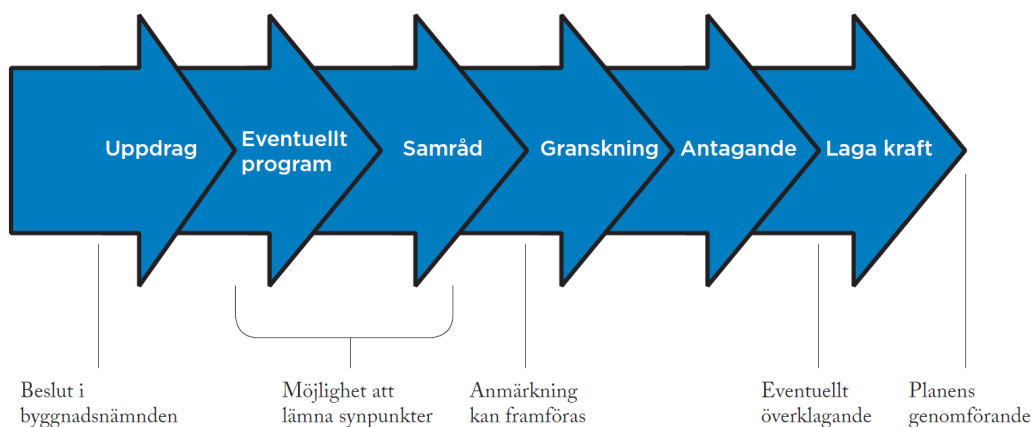 Uppdrag
Eventuellt
program
Samråd
Granskning
Antagande
Laga kraft
Beslut i
byggnadsnämnden
Möjlighet att
lämna synpunkter
Anmärkning
kan framföras
Eventuellt
överklagande
Planens
genomförande